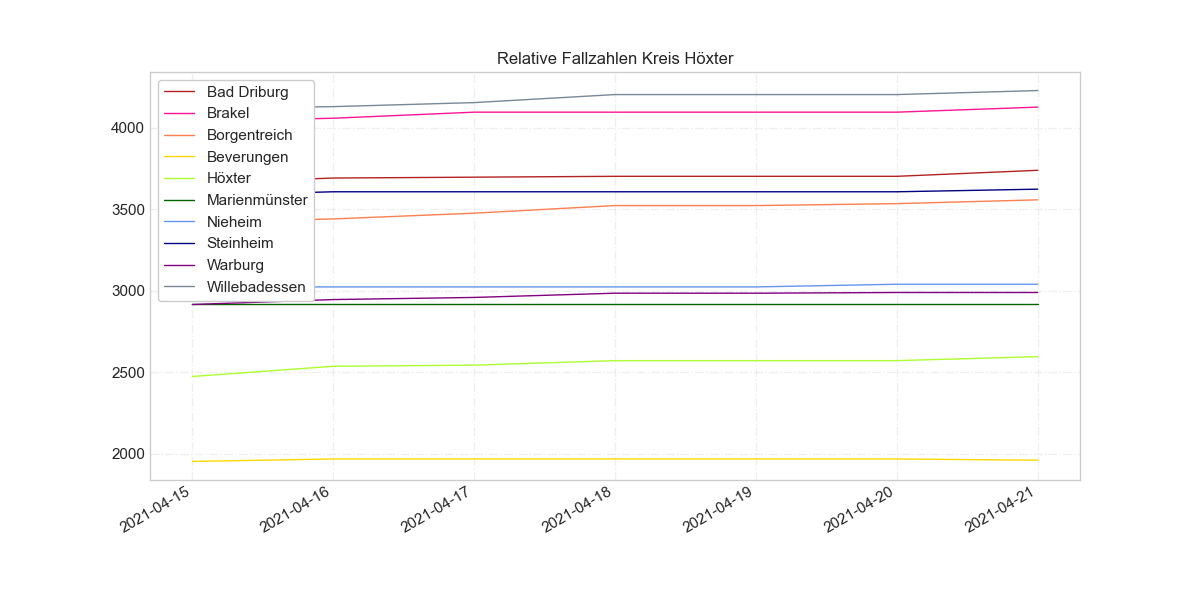 Relative Fallzahlen Kreis Höxter
Bad Driburg
Brakel
Borgentreich
Beverungen
Höxter
Marienmünster
Nieheim
Steinheim
Warburg
Willebadessen
4000
3500
3000
2500
2000
2021-04-15
2021-04-16
2021-04-17
2021-04-18
2021-04-19
2021-04-20
2021-04-21